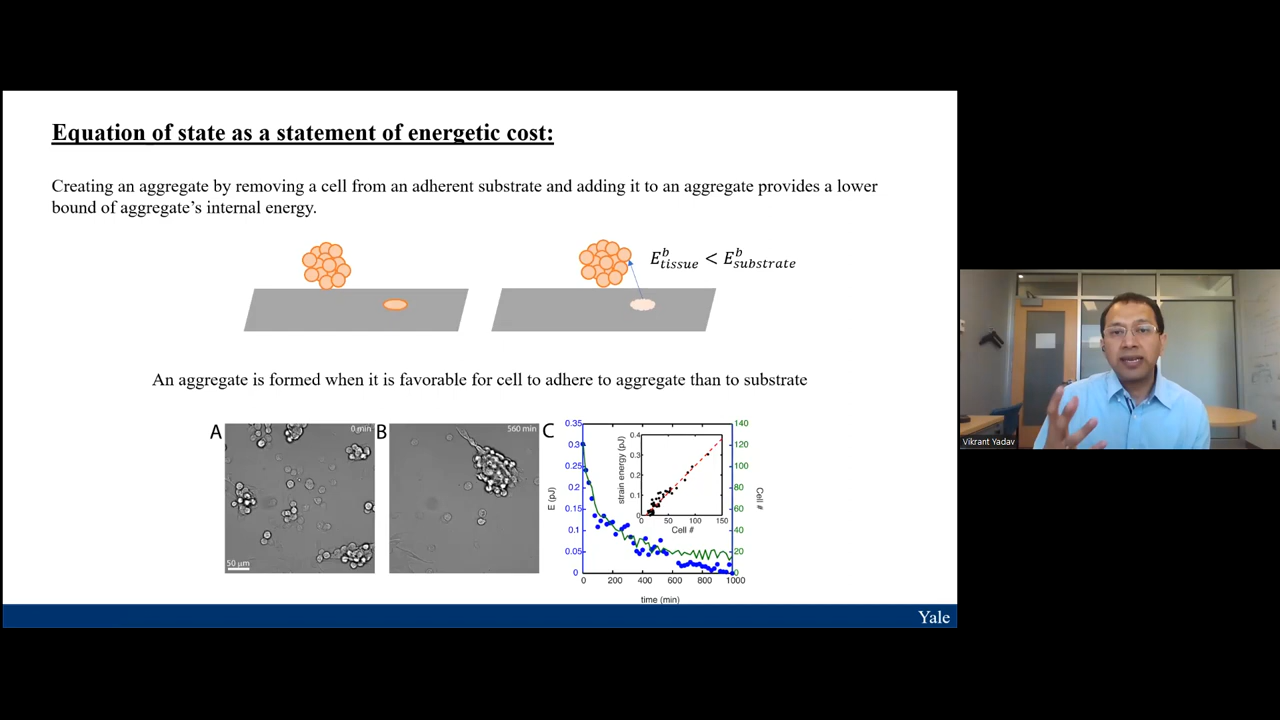 Equation of state as a statement of energetic cost:
Creating an aggregate by removing a cell from an adherent substrate and adding it to an aggregate provides a lower
bound of aggregate's internal energy.
E^b_tissue < E^b_substrate
An aggregate is formed when it is favorable for cell to adhere to aggregate than to substrate
A
0 min
50 μm
B
560 min
C
0.35
0.3
0.25
0.2
0.15
0.1
0.05
0
E (pJ)
0.4
0.3
0.2
0.1
0
strain energy (pJ)
0 50 100 150
Cell #
140
120
100
80
60
40
20
0
Cell #
0 200 400 600 800 1000
time (min)
Yale
Vikrant Yadav